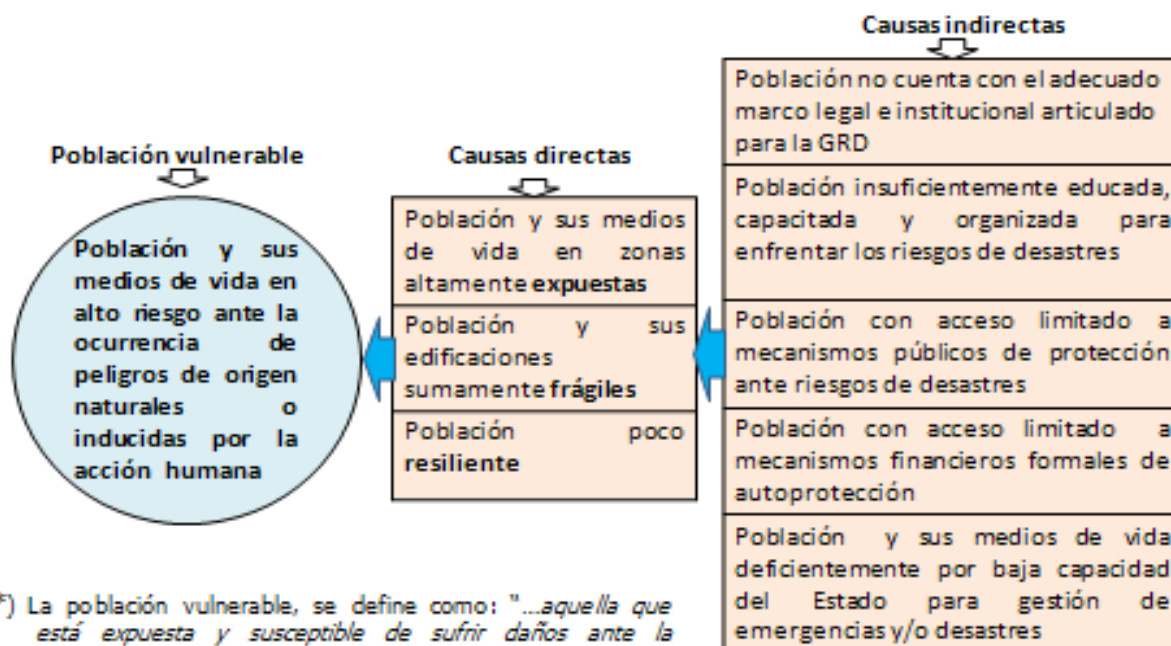 Causas indirectas
Población no cuenta con el adecuado
marco legal e institucional articulado
para la GRD
Población insuficientemente educada,
capacitada y organizada para
enfrentar los riesgos de desastres
Población con acceso limitado a
mecanismos públicos de protección
ante riesgos de desastres
Población con acceso limitado a
mecanismos financieros formales de
autoprotección
Población y sus medios de vida
deficientemente por baja capacidad
del Estado para gestión de
emergencias y/o desastres
Causas directas
Población y sus medios
de vida en zonas
altamente expuestas
Población y sus
edificaciones
sumamente frágiles
Población poco
resiliente
Población vulnerable
Población y sus
medios de vida en
alto riesgo ante la
ocurrencia de
peligros de origen
naturales o
inducidas por la
acción humana
*) La población vulnerable, se define como: "...aquella que
está expuesta y susceptible de sufrir daños ante la